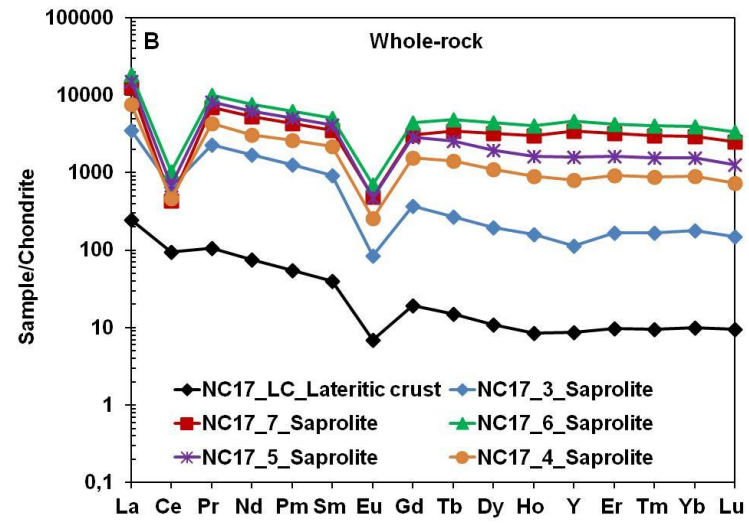 B
Whole-rock
Sample/Chondrite
100000
10000
1000
100
10
1
0,1
NC17_LC_Lateritic crust NC17_3_Saprolite
NC17_7_Saprolite NC17_6_Saprolite
NC17_5_Saprolite NC17_4_Saprolite
La Ce Pr Nd Pm Sm Eu Gd Tb Dy Ho Y Er Tm Yb Lu